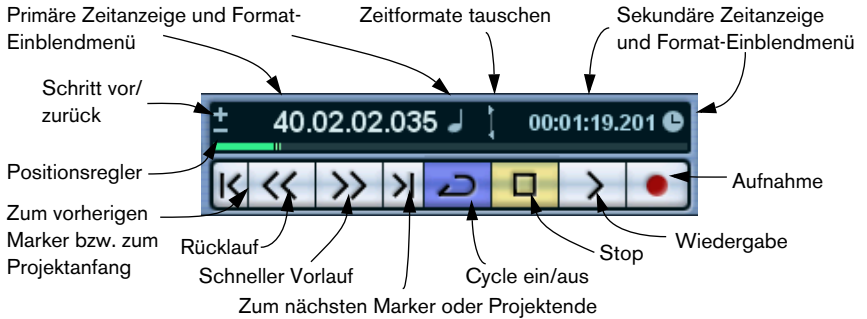 Primäre Zeitanzeige und Format-
Einblendmenü
Zeitformate tauschen
Sekundäre Zeitanzeige
und Format-Einblendmenü
Schritt vor/
zurück
40.02.02.035
00:01:19.201
Positionsregler
Aufnahme
Zum vorherigen
Marker bzw. zum
Projektanfang
Rücklauf
Schneller Vorlauf
Cycle ein/aus
Stop
Wiedergabe
Zum nächsten Marker oder Projektende